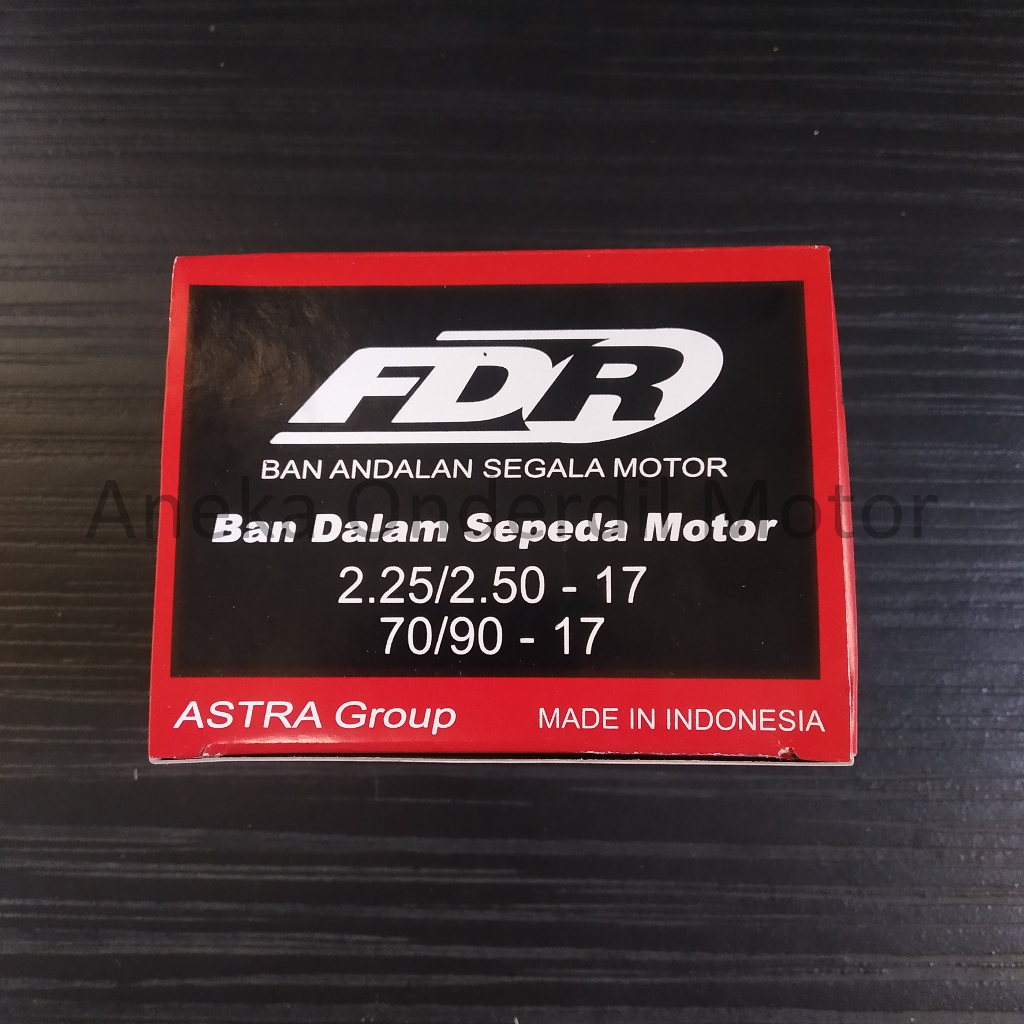 FDR
BAN ANDALAN SEGALA MOTOR
Aneka Onderdil Motor
Ban Dalam Sepeda Motor
2.25/2.50 - 17
70/90 - 17
ASTRA Group
MADE IN INDONESIA